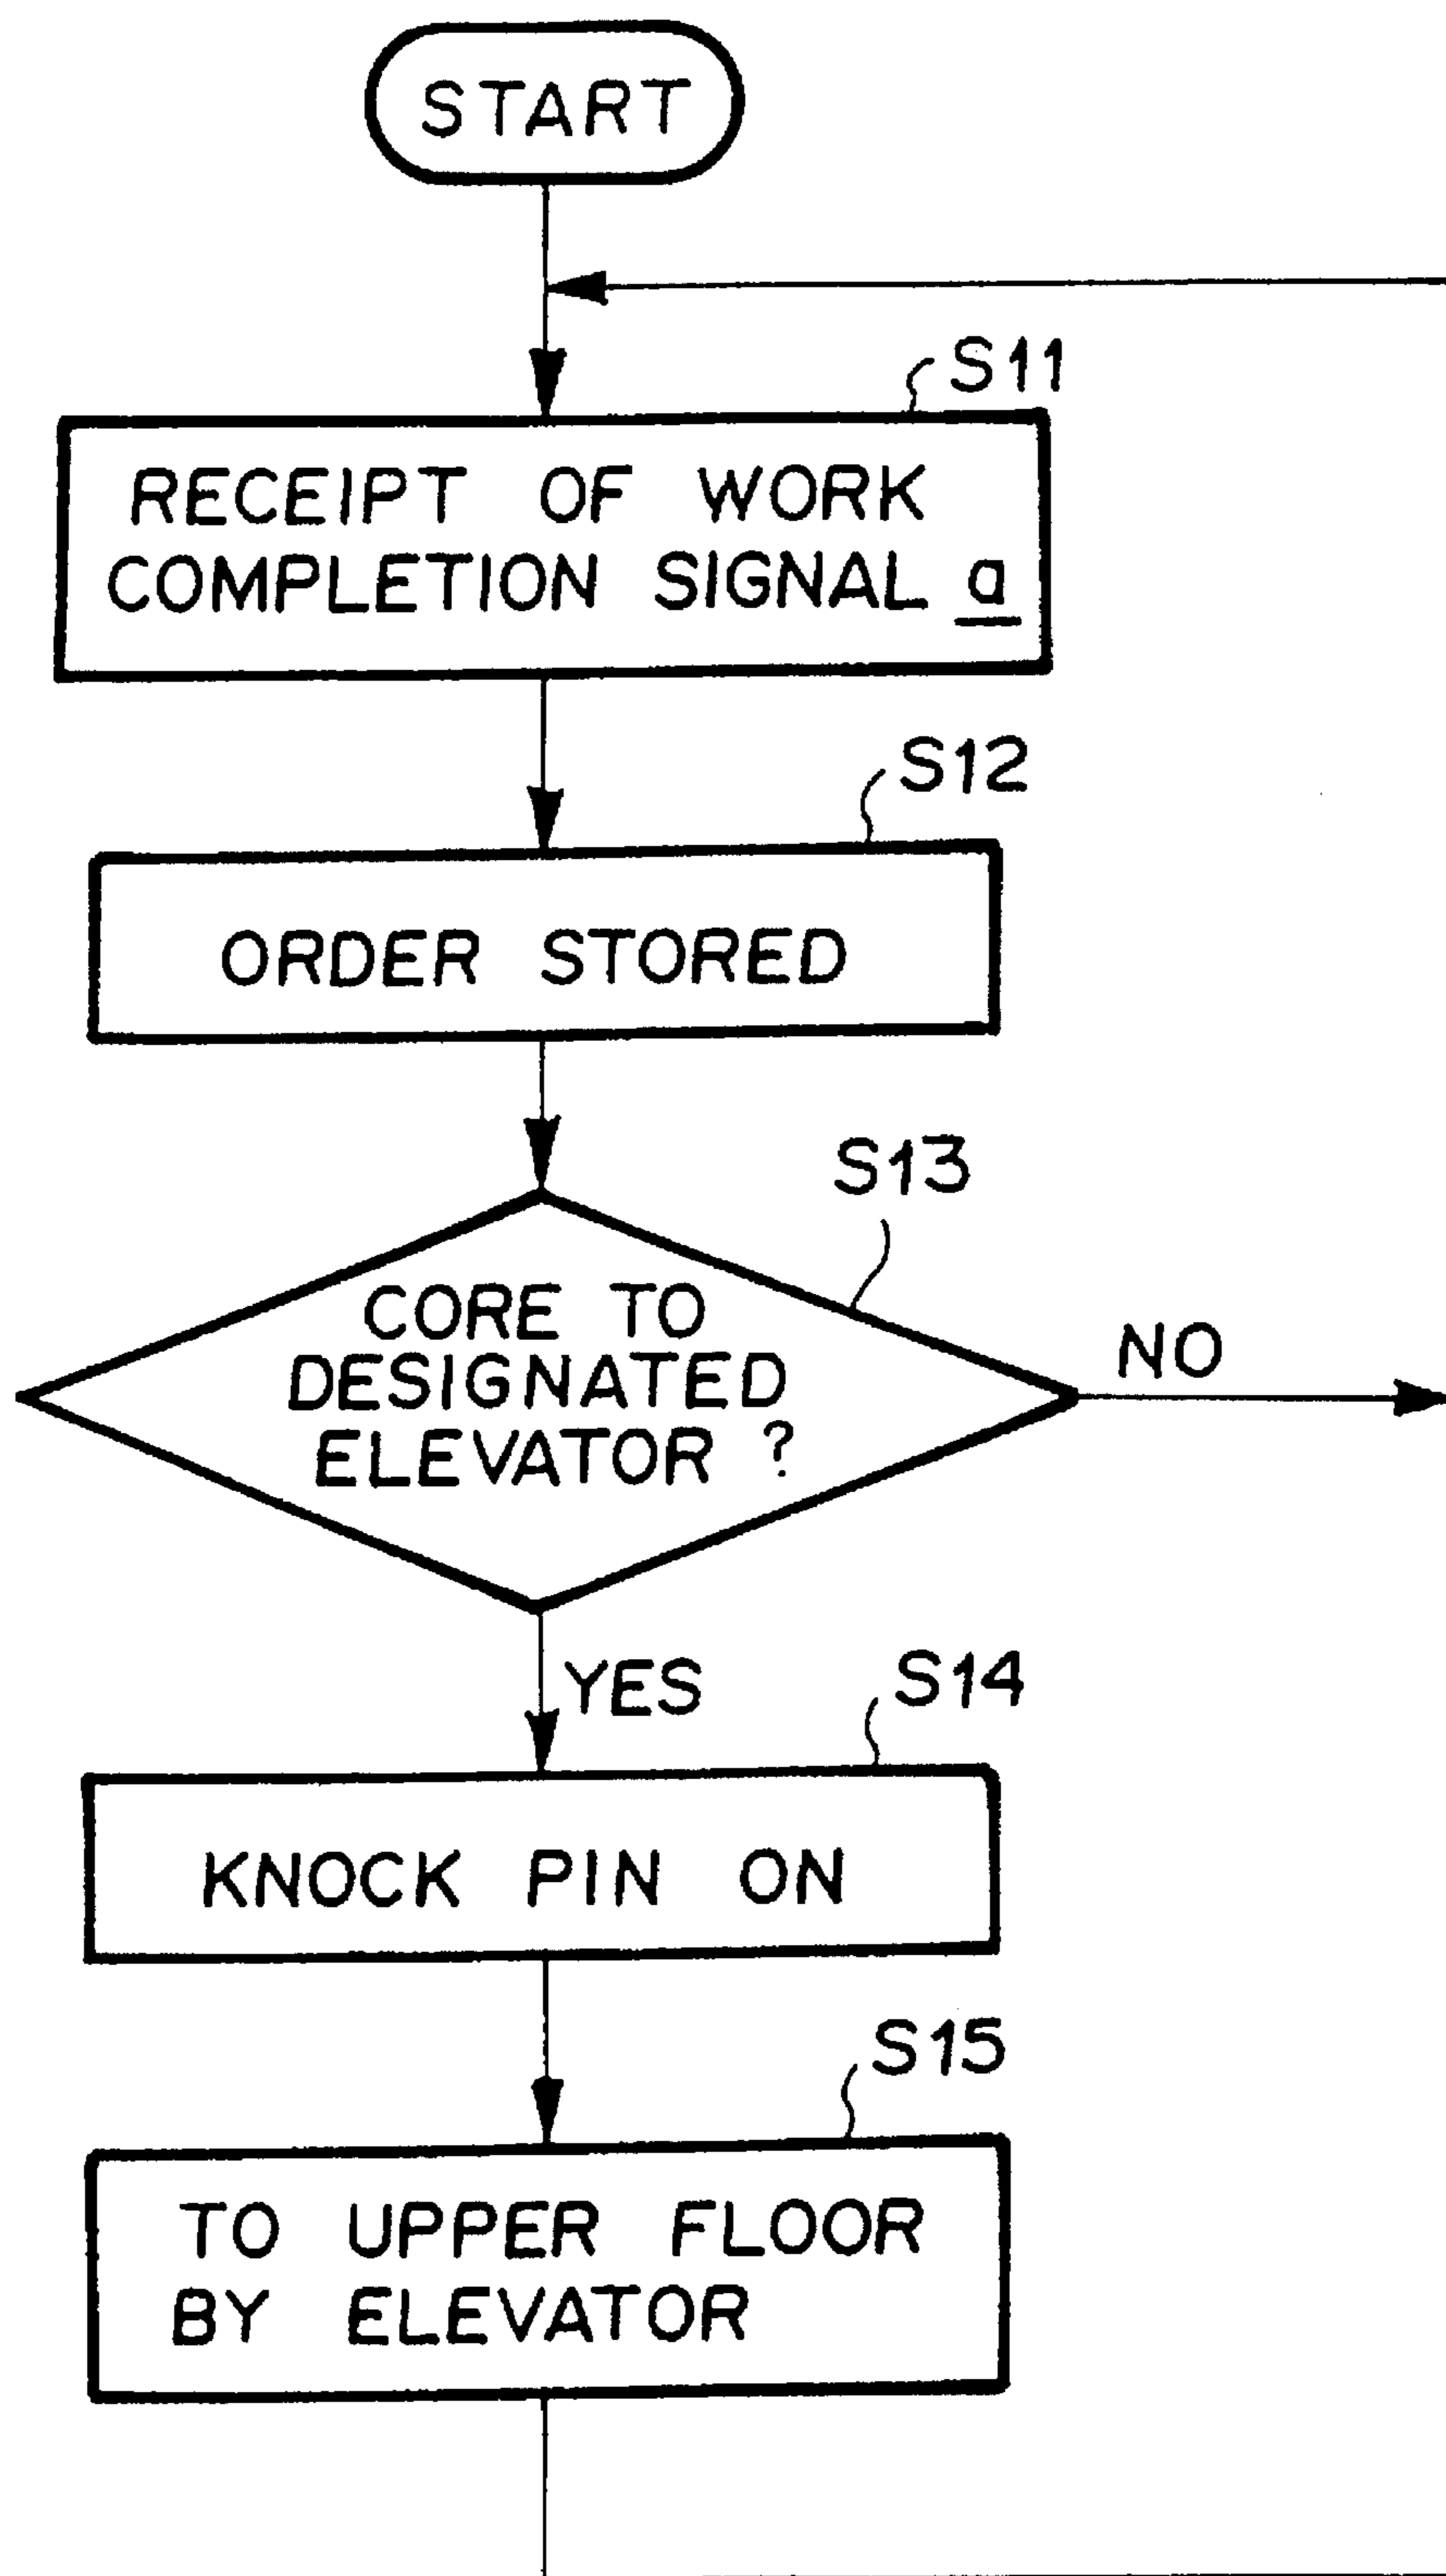 START
S11
RECEIPT OF WORK
COMPLETION SIGNAL a
S12
ORDER STORED
S13
CORE TO
DESIGNATED
ELEVATOR ?
NO
YES
S14
KNOCK PIN ON
S15
TO UPPER FLOOR
BY ELEVATOR